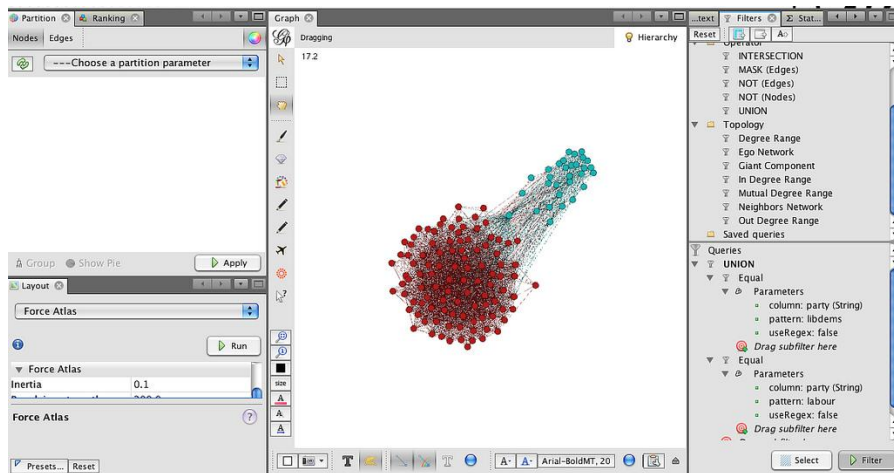 Partition
Ranking
Nodes Edges
---Choose a partition parameter
Group Show Pie Apply
Layout
Force Atlas
Run
Force Atlas
Inertia 0.1
Force Atlas
Presets... Reset
Graph
Dragging
Hierarchy
17.2
size
A
A
A
T
T
A- A- Arial-BoldMT, 20
...text Filters Σ Stat...
Reset
Operator
INTERSECTION
MASK (Edges)
NOT (Edges)
NOT (Nodes)
UNION
Topology
Degree Range
Ego Network
Giant Component
In Degree Range
Mutual Degree Range
Neighbors Network
Out Degree Range
Saved queries
Queries
UNION
Equal
Parameters
column: party (String)
pattern: libdems
useRegex: false
Drag subfilter here
Equal
Parameters
column: party (String)
pattern: labour
useRegex: false
Drag subfilter here
Select Filter